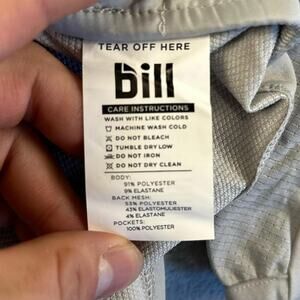 TEAR OFF HERE
bill
CARE INSTRUCTIONS
WASH WITH LIKE COLORS
MACHINE WASH COLD
DO NOT BLEACH
TUMBLE DRY LOW
DO NOT IRON
DO NOT DRY CLEAN
BODY:
91% POLYESTER
9% ELASTANE
BACK MESH:
53% POLYESTER
43% ELASTOMULIESTER
4% ELASTANE
POCKETS:
100% POLYESTER